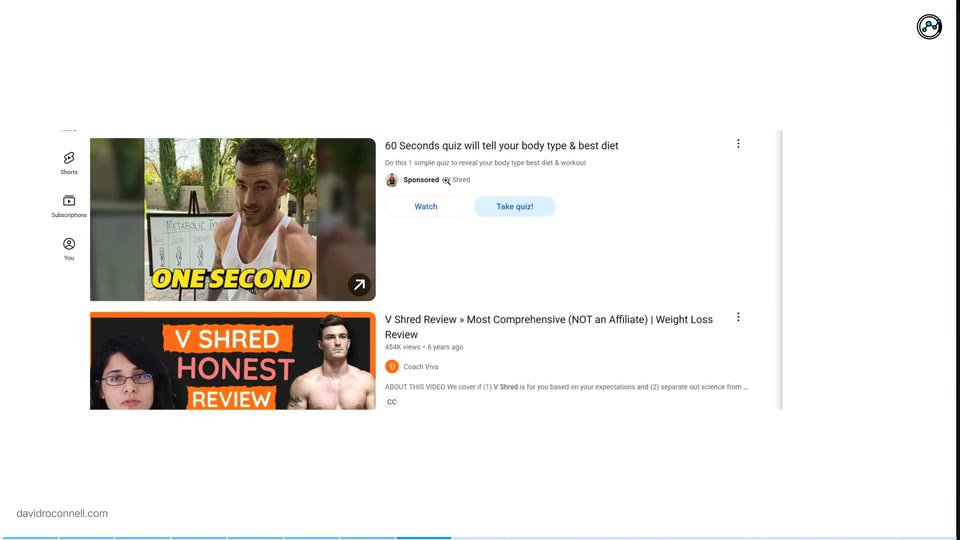 Shorts
Subscriptions
You
METABOLIC TY
ONE SECOND
60 Seconds quiz will tell your body type & best diet
Do this 1 simple quiz to reveal your body type best diet & workout
Sponsored
Shred
Watch
Take quiz!
V SHRED
HONEST
REVIEW
V Shred Review » Most Comprehensive (NOT an Affiliate) | Weight Loss
Review
454K views • 6 years ago
Coach Viva
ABOUT THIS VIDEO We cover if (1) V Shred is for you based on your expectations and (2) separate out science from ...
CC
davidroconnell.com